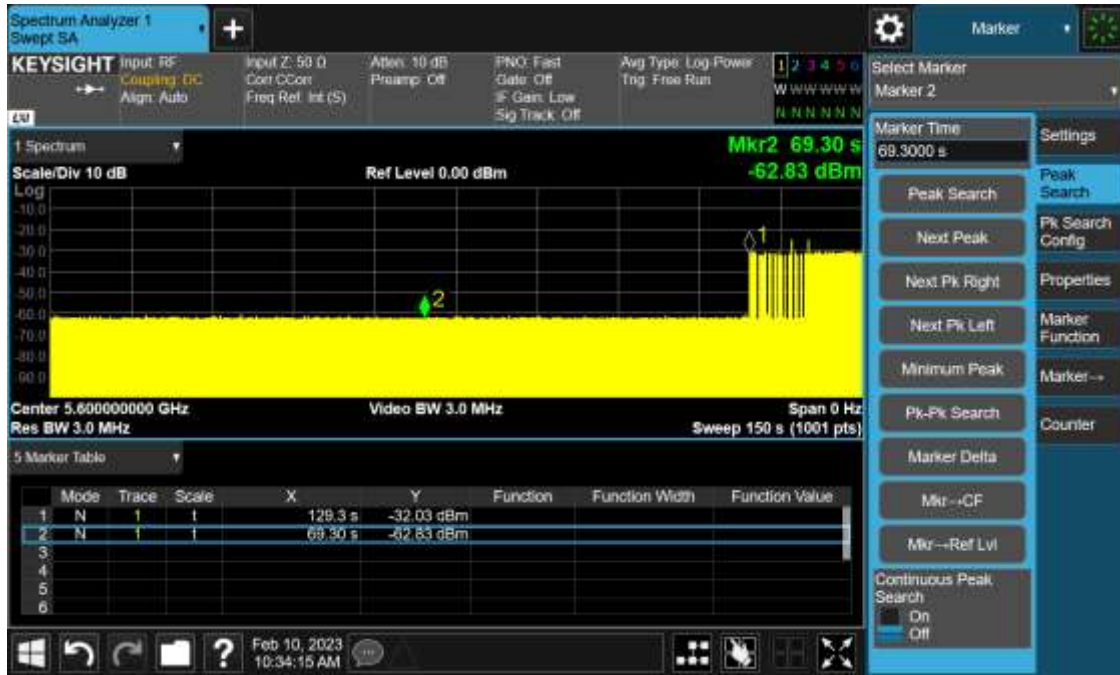 Spectrum Analyzer 1
Swept SA
Marker
KEYSIGHT
Input: RF
Coupling: DC
Align: Auto
Input Z: 50 Ω
Corr CCorr
Freq Ref: Int (S)
Atten: 10 dB
Preamp: Off
PNO: Fast
Gate: Off
IF Gain: Low
Sig Track: Off
Avg Type: Log-Power
Trig: Free Run
1 2 3 4 5 6
W W W W W W
N N N N N N
LXI
Select Marker
Marker 2
1 Spectrum
Scale/Div 10 dB
Ref Level 0.00 dBm
Mkr2 69.30 s
-62.83 dBm
Log
-10.0
-20.0
-30.0
-40.0
-50.0
-60.0
-70.0
-80.0
-90.0
1
2
Center 5.600000000 GHz
Res BW 3.0 MHz
Video BW 3.0 MHz
Span 0 Hz
Sweep 150 s (1001 pts)
5 Marker Table
Mode Trace Scale X Y Function Function Width Function Value
1 N 1 t 129.3 s -32.03 dBm
2 N 1 t 69.30 s -62.83 dBm
3
4
5
6
Marker Time
69.3000 s
Peak Search
Next Peak
Next Pk Right
Next Pk Left
Minimum Peak
Pk-Pk Search
Marker Delta
Mkr→CF
Mkr→Ref Lvl
Continuous Peak
Search
On
Off
Settings
Peak
Search
Pk Search
Config
Properties
Marker
Function
Marker→
Counter
?
Feb 10, 2023
10:34:15 AM